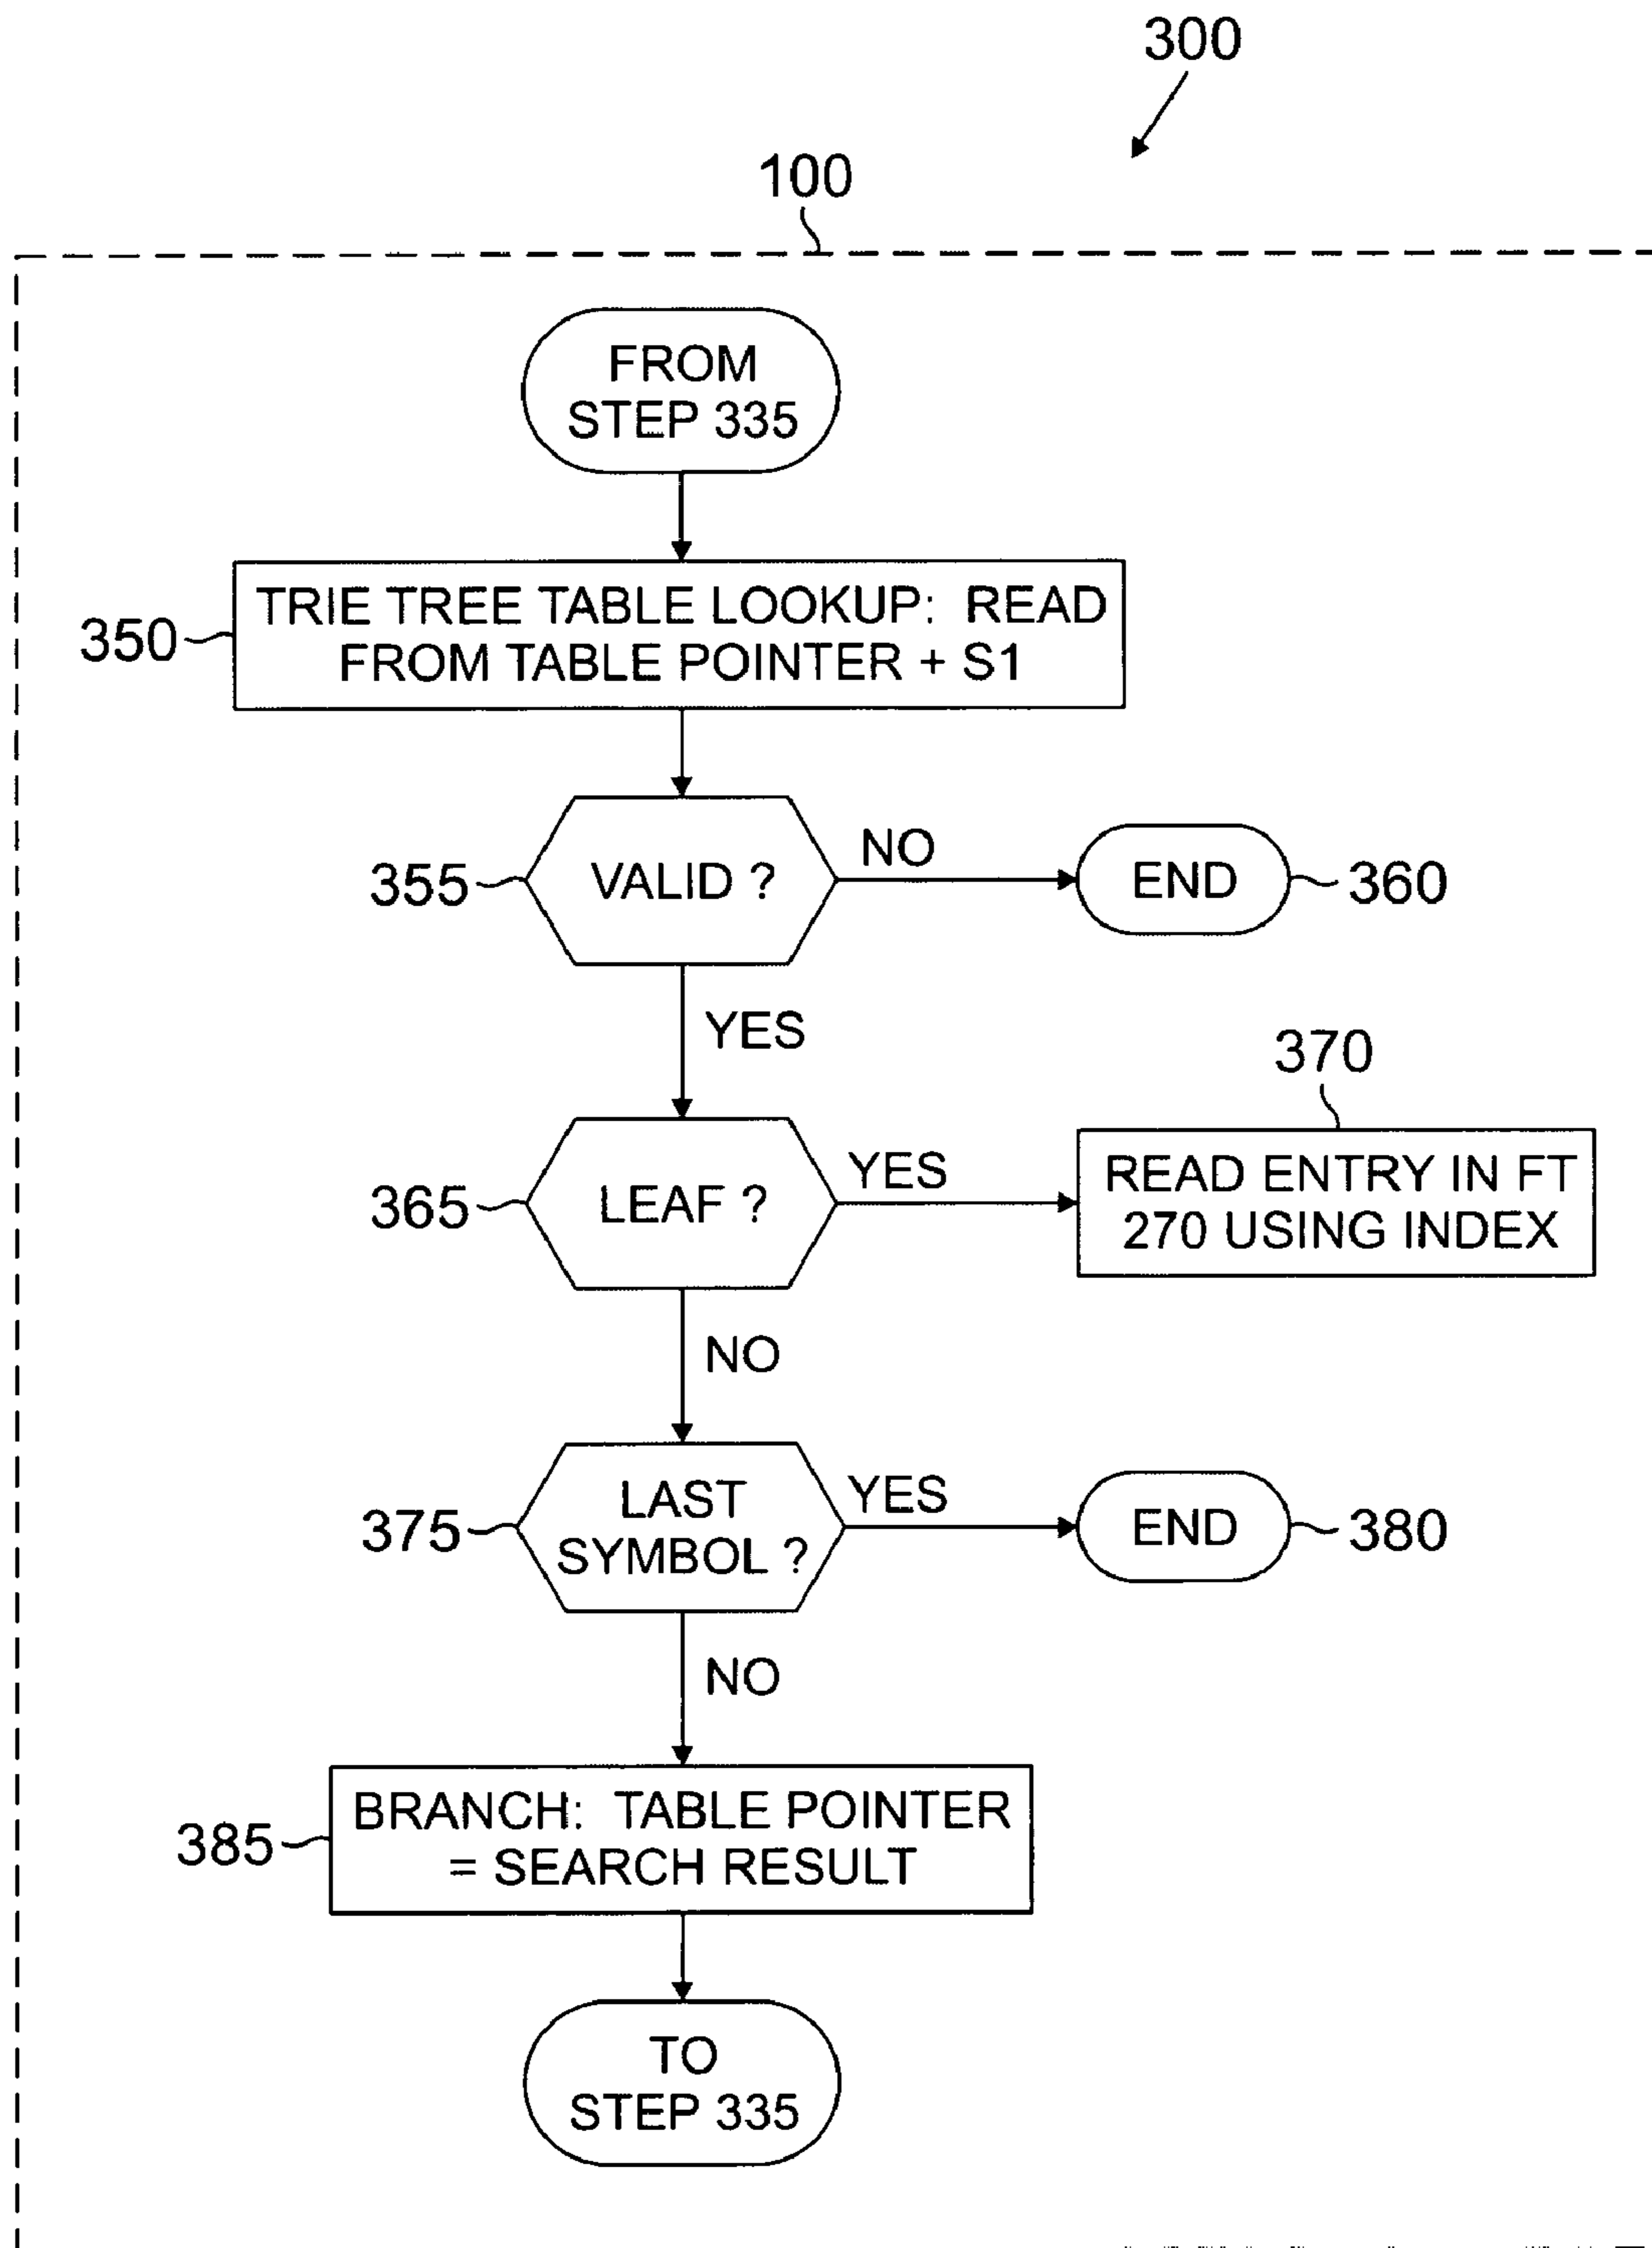 300
100
FROM
STEP 335
350
TRIE TREE TABLE LOOKUP: READ
FROM TABLE POINTER + S1
355
VALID ?
NO
END
360
YES
370
365
LEAF ?
YES
READ ENTRY IN FT
270 USING INDEX
NO
375
LAST
SYMBOL ?
YES
END
380
NO
385
BRANCH: TABLE POINTER
= SEARCH RESULT
TO
STEP 335